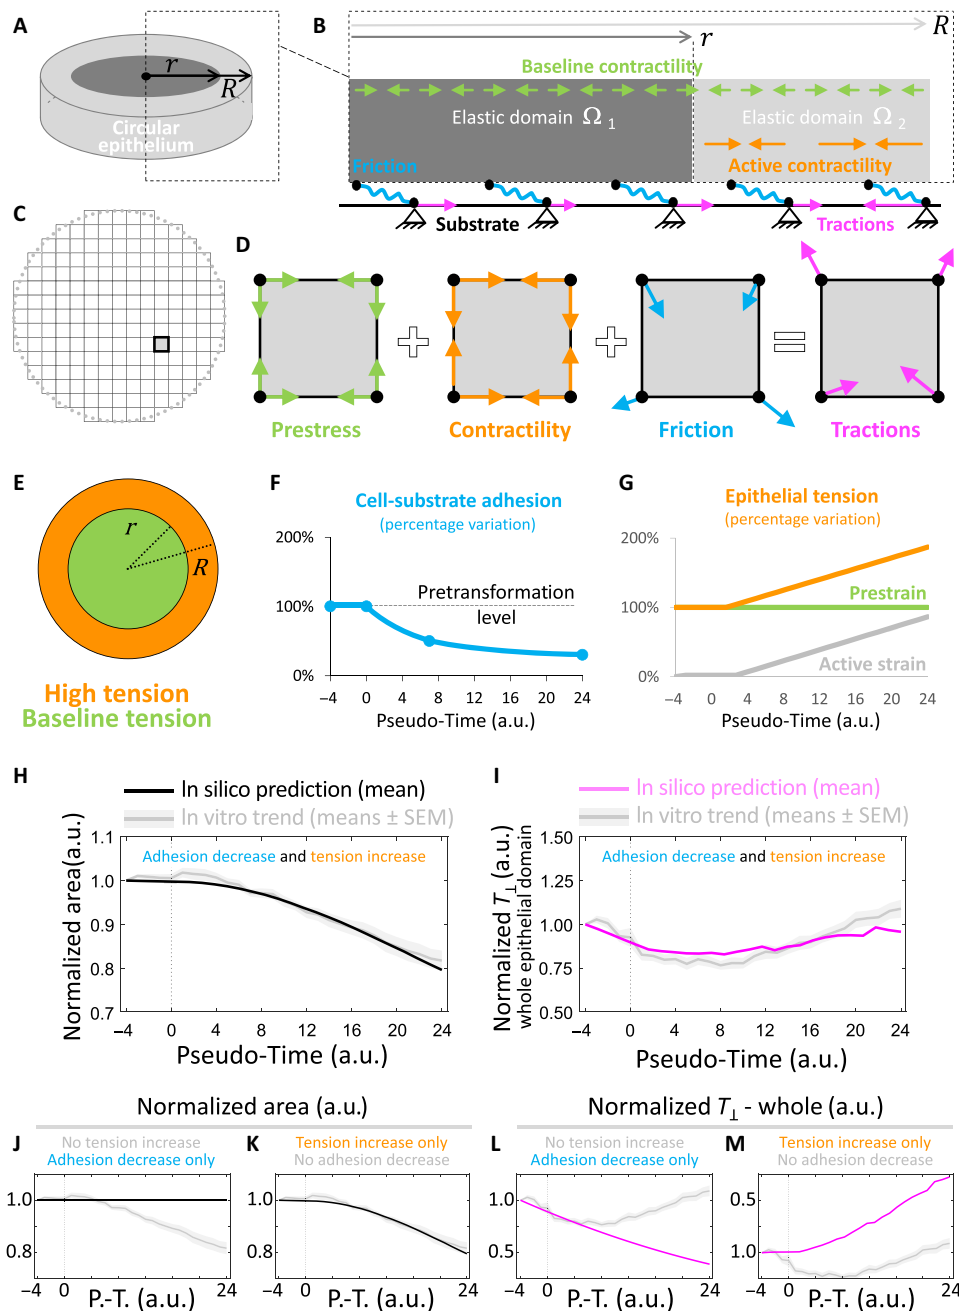 A
r
R
Circular
epithelium
B
R
r
Baseline contractility
Elastic domain Ω 1
Elastic domain Ω 2
Friction
Active contractility
Substrate
Tractions
C
D
Prestress
Contractility
Friction
Tractions
E
r
R
High tension
Baseline tension
F
Cell-substrate adhesion
(percentage variation)
200%
100%
0%
Pretransformation
level
−4 0 4 8 12 16 20 24
Pseudo-Time (a.u.)
G
Epithelial tension
(percentage variation)
200%
100%
0%
Prestrain
Active strain
−4 0 4 8 12 16 20 24
Pseudo-Time (a.u.)
H
In silico prediction (mean)
In vitro trend (means ± SEM)
Adhesion decrease and tension increase
Normalized area(a.u.)
1.1
1.0
0.9
0.8
0.7
−4 0 4 8 12 16 20 24
Pseudo-Time (a.u.)
I
In silico prediction (mean)
In vitro trend (means ± SEM)
Adhesion decrease and tension increase
Normalized T⊥ (a.u.)
whole epithelial domain
1.50
1.25
1.00
0.75
0.50
−4 0 4 8 12 16 20 24
Pseudo-Time (a.u.)
Normalized area (a.u.)
Normalized T⊥ - whole (a.u.)
J
No tension increase
Adhesion decrease only
1.0
0.8
−4 0 24
P.-T. (a.u.)
K
Tension increase only
No adhesion decrease
1.0
0.8
−4 0 24
P.-T. (a.u.)
L
No tension increase
Adhesion decrease only
1.0
0.5
−4 0 24
P.-T. (a.u.)
M
Tension increase only
No adhesion decrease
0.5
1.0
−4 0 24
P.-T. (a.u.)